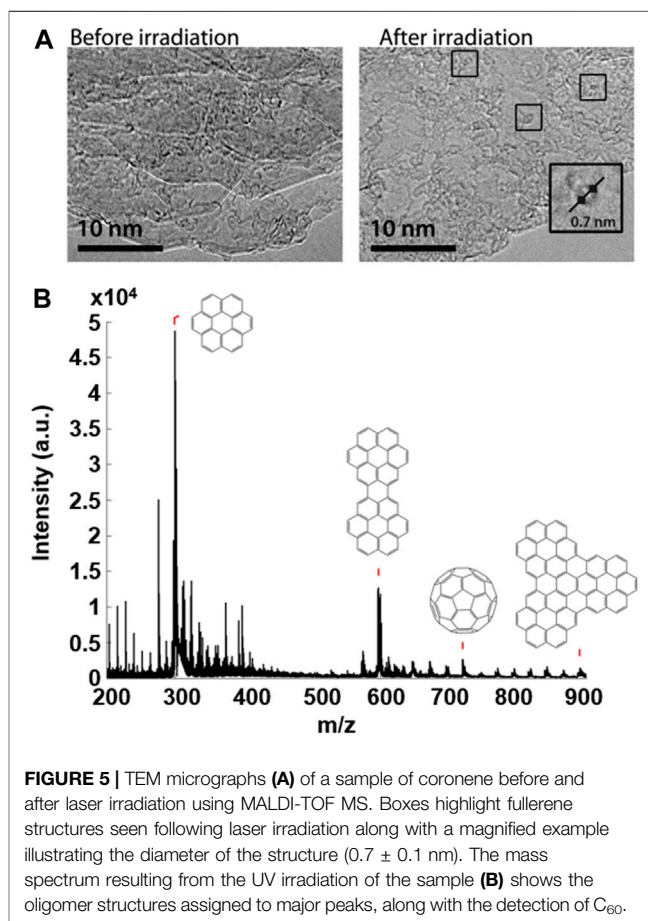 A Before irradiation After irradiation
10 nm 10 nm 0.7 nm
B x10⁴
5
4.5
4
3.5
3
2.5
2
1.5
1
0.5
0
Intensity (a.u.)
200 300 400 500 600 700 800 900
m/z
FIGURE 5 | TEM micrographs (A) of a sample of coronene before and
after laser irradiation using MALDI-TOF MS. Boxes highlight fullerene
structures seen following laser irradiation along with a magnified example
illustrating the diameter of the structure (0.7 ± 0.1 nm). The mass
spectrum resulting from the UV irradiation of the sample (B) shows the
oligomer structures assigned to major peaks, along with the detection of C₆₀.